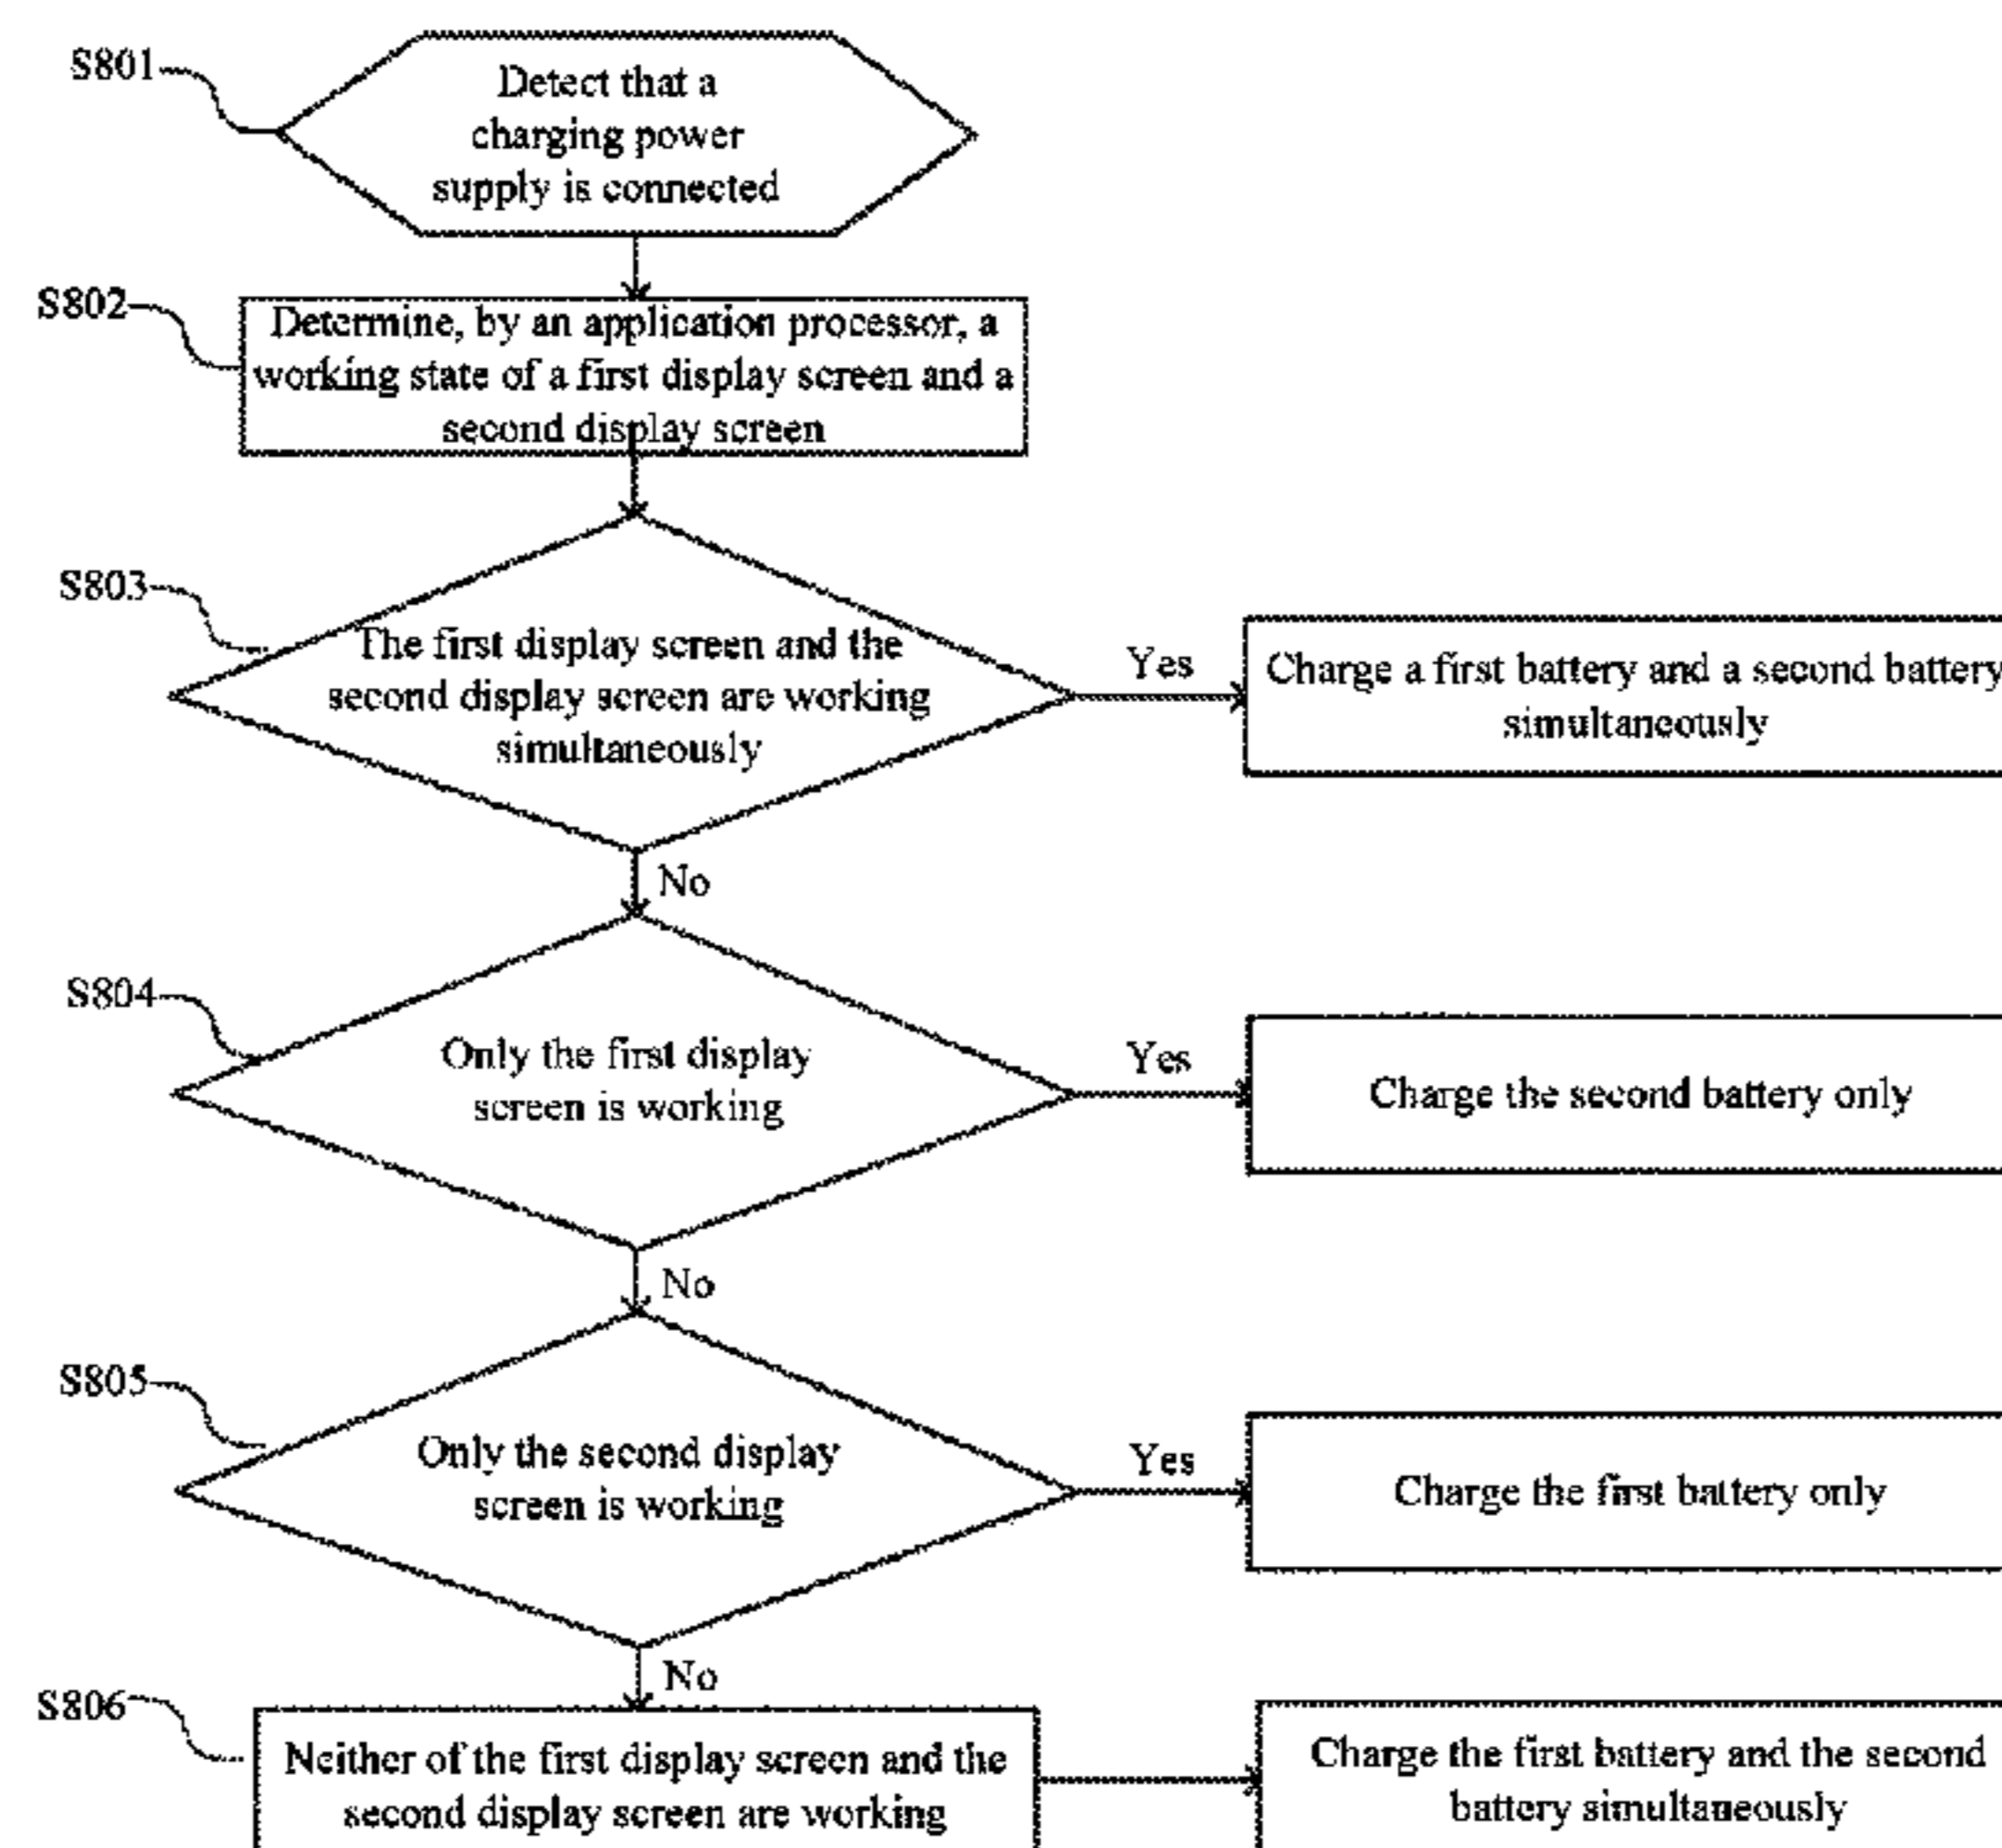 S801
Detect that a
charging power
supply is connected
S802
Determine, by an application processor, a
working state of a first display screen and a
second display screen
S803
The first display screen and the
second display screen are working
simultaneously
Yes
Charge a first battery and a second battery
simultaneously
No
S804
Only the first display
screen is working
Yes
Charge the second battery only
No
S805
Only the second display
screen is working
Yes
Charge the first battery only
No
S806
Neither of the first display screen and the
second display screen are working
Charge the first battery and the second
battery simultaneously